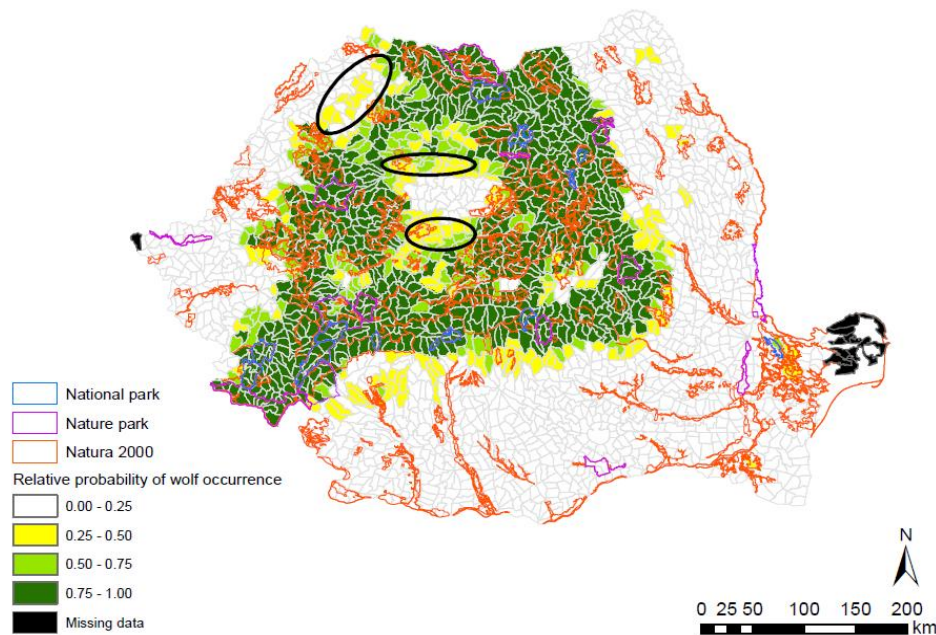 National park
Nature park
Natura 2000
Relative probability of wolf occurrence
0.00 - 0.25
0.25 - 0.50
0.50 - 0.75
0.75 - 1.00
Missing data
N
0 25 50 100 150 200
km